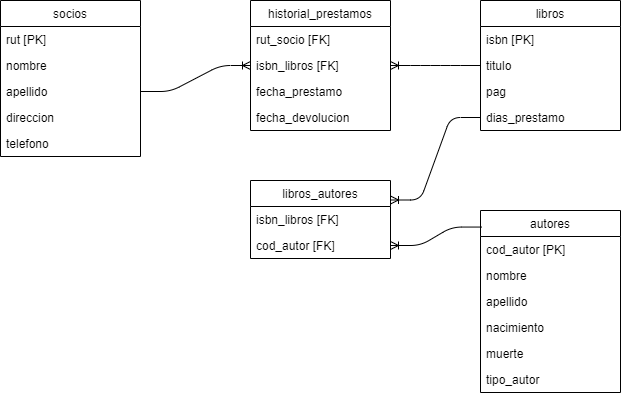 socios
rut [PK]
nombre
apellido
direccion
telefono
historial_prestamos
rut_socio [FK]
isbn_libros [FK]
fecha_prestamo
fecha_devolucion
libros
isbn [PK]
titulo
pag
dias_prestamo
libros_autores
isbn_libros [FK]
cod_autor [FK]
autores
cod_autor [PK]
nombre
apellido
nacimiento
muerte
tipo_autor